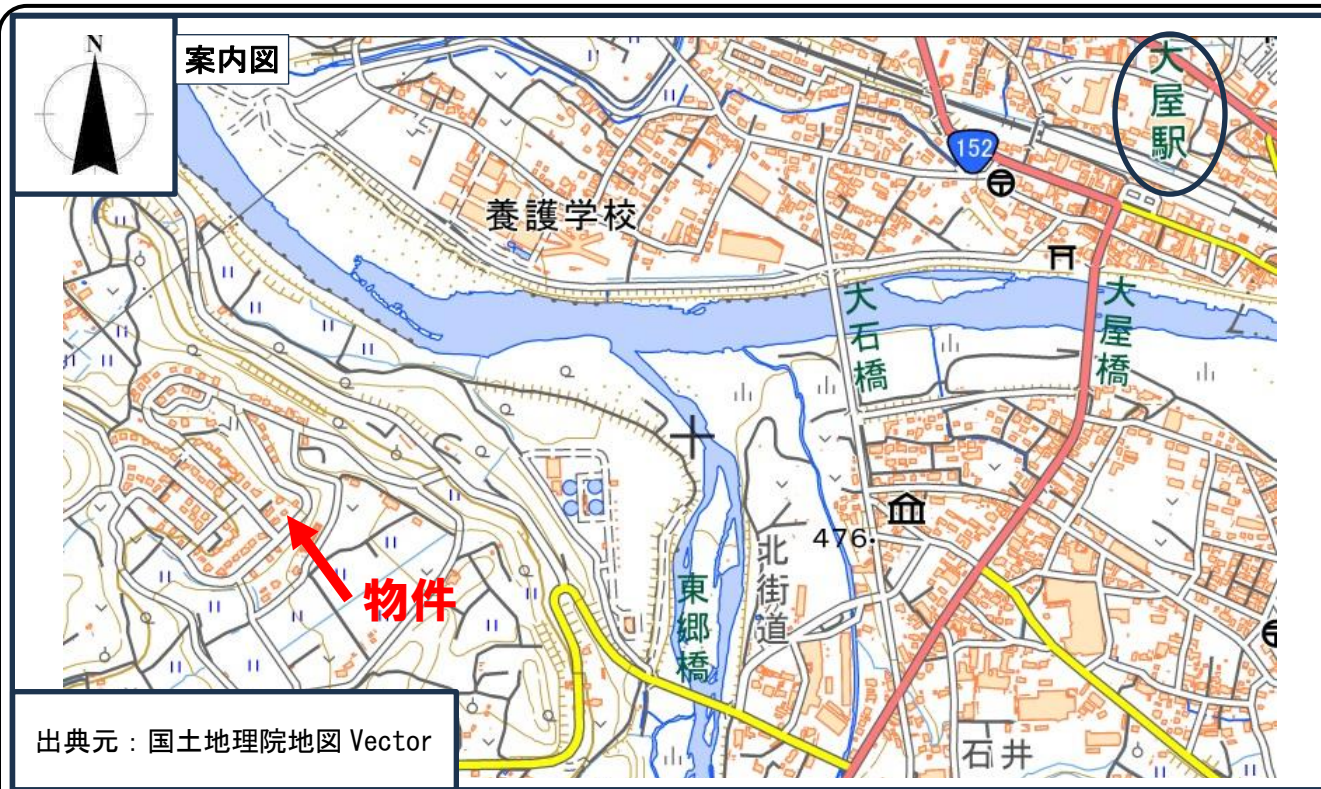 N
案内図
大屋駅
152
養護学校
大石橋
大屋橋
476.
北街道
東郷橋
物件
石井
出典元：国土地理院地図 Vector